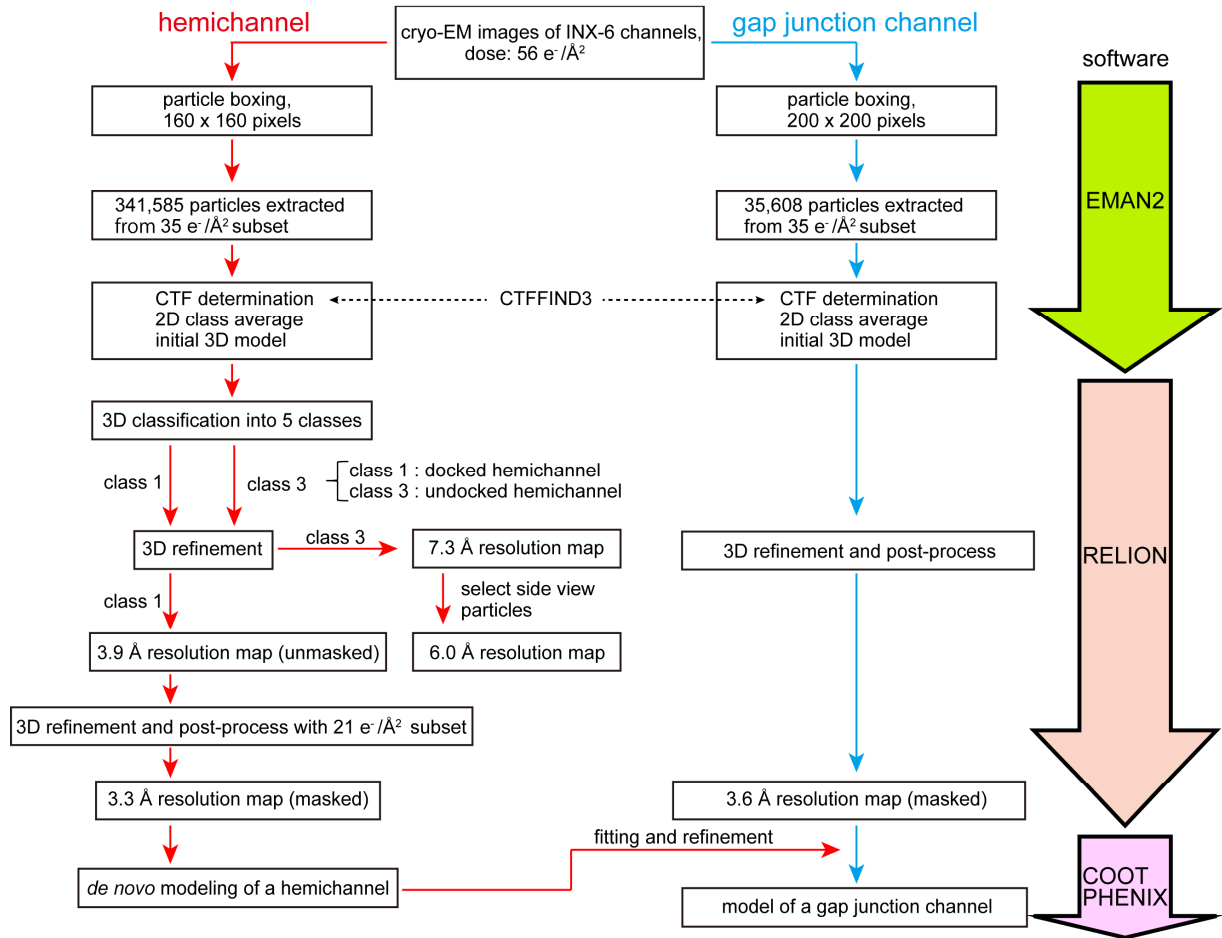 hemichannel
cryo-EM images of INX-6 channels,
dose: 56 e⁻/Å²
gap junction channel
software
particle boxing,
160 x 160 pixels
particle boxing,
200 x 200 pixels
341,585 particles extracted
from 35 e⁻/Å² subset
35,608 particles extracted
from 35 e⁻/Å² subset
EMAN2
CTF determination
2D class average
initial 3D model
CTFFIND3
CTF determination
2D class average
initial 3D model
3D classification into 5 classes
class 1
class 3
class 1 : docked hemichannel
class 3 : undocked hemichannel
3D refinement
class 3
7.3 Å resolution map
3D refinement and post-process
RELION
class 1
select side view
particles
3.9 Å resolution map (unmasked)
6.0 Å resolution map
3D refinement and post-process with 21 e⁻/Å² subset
3.3 Å resolution map (masked)
3.6 Å resolution map (masked)
fitting and refinement
de novo modeling of a hemichannel
model of a gap junction channel
COOT
PHENIX